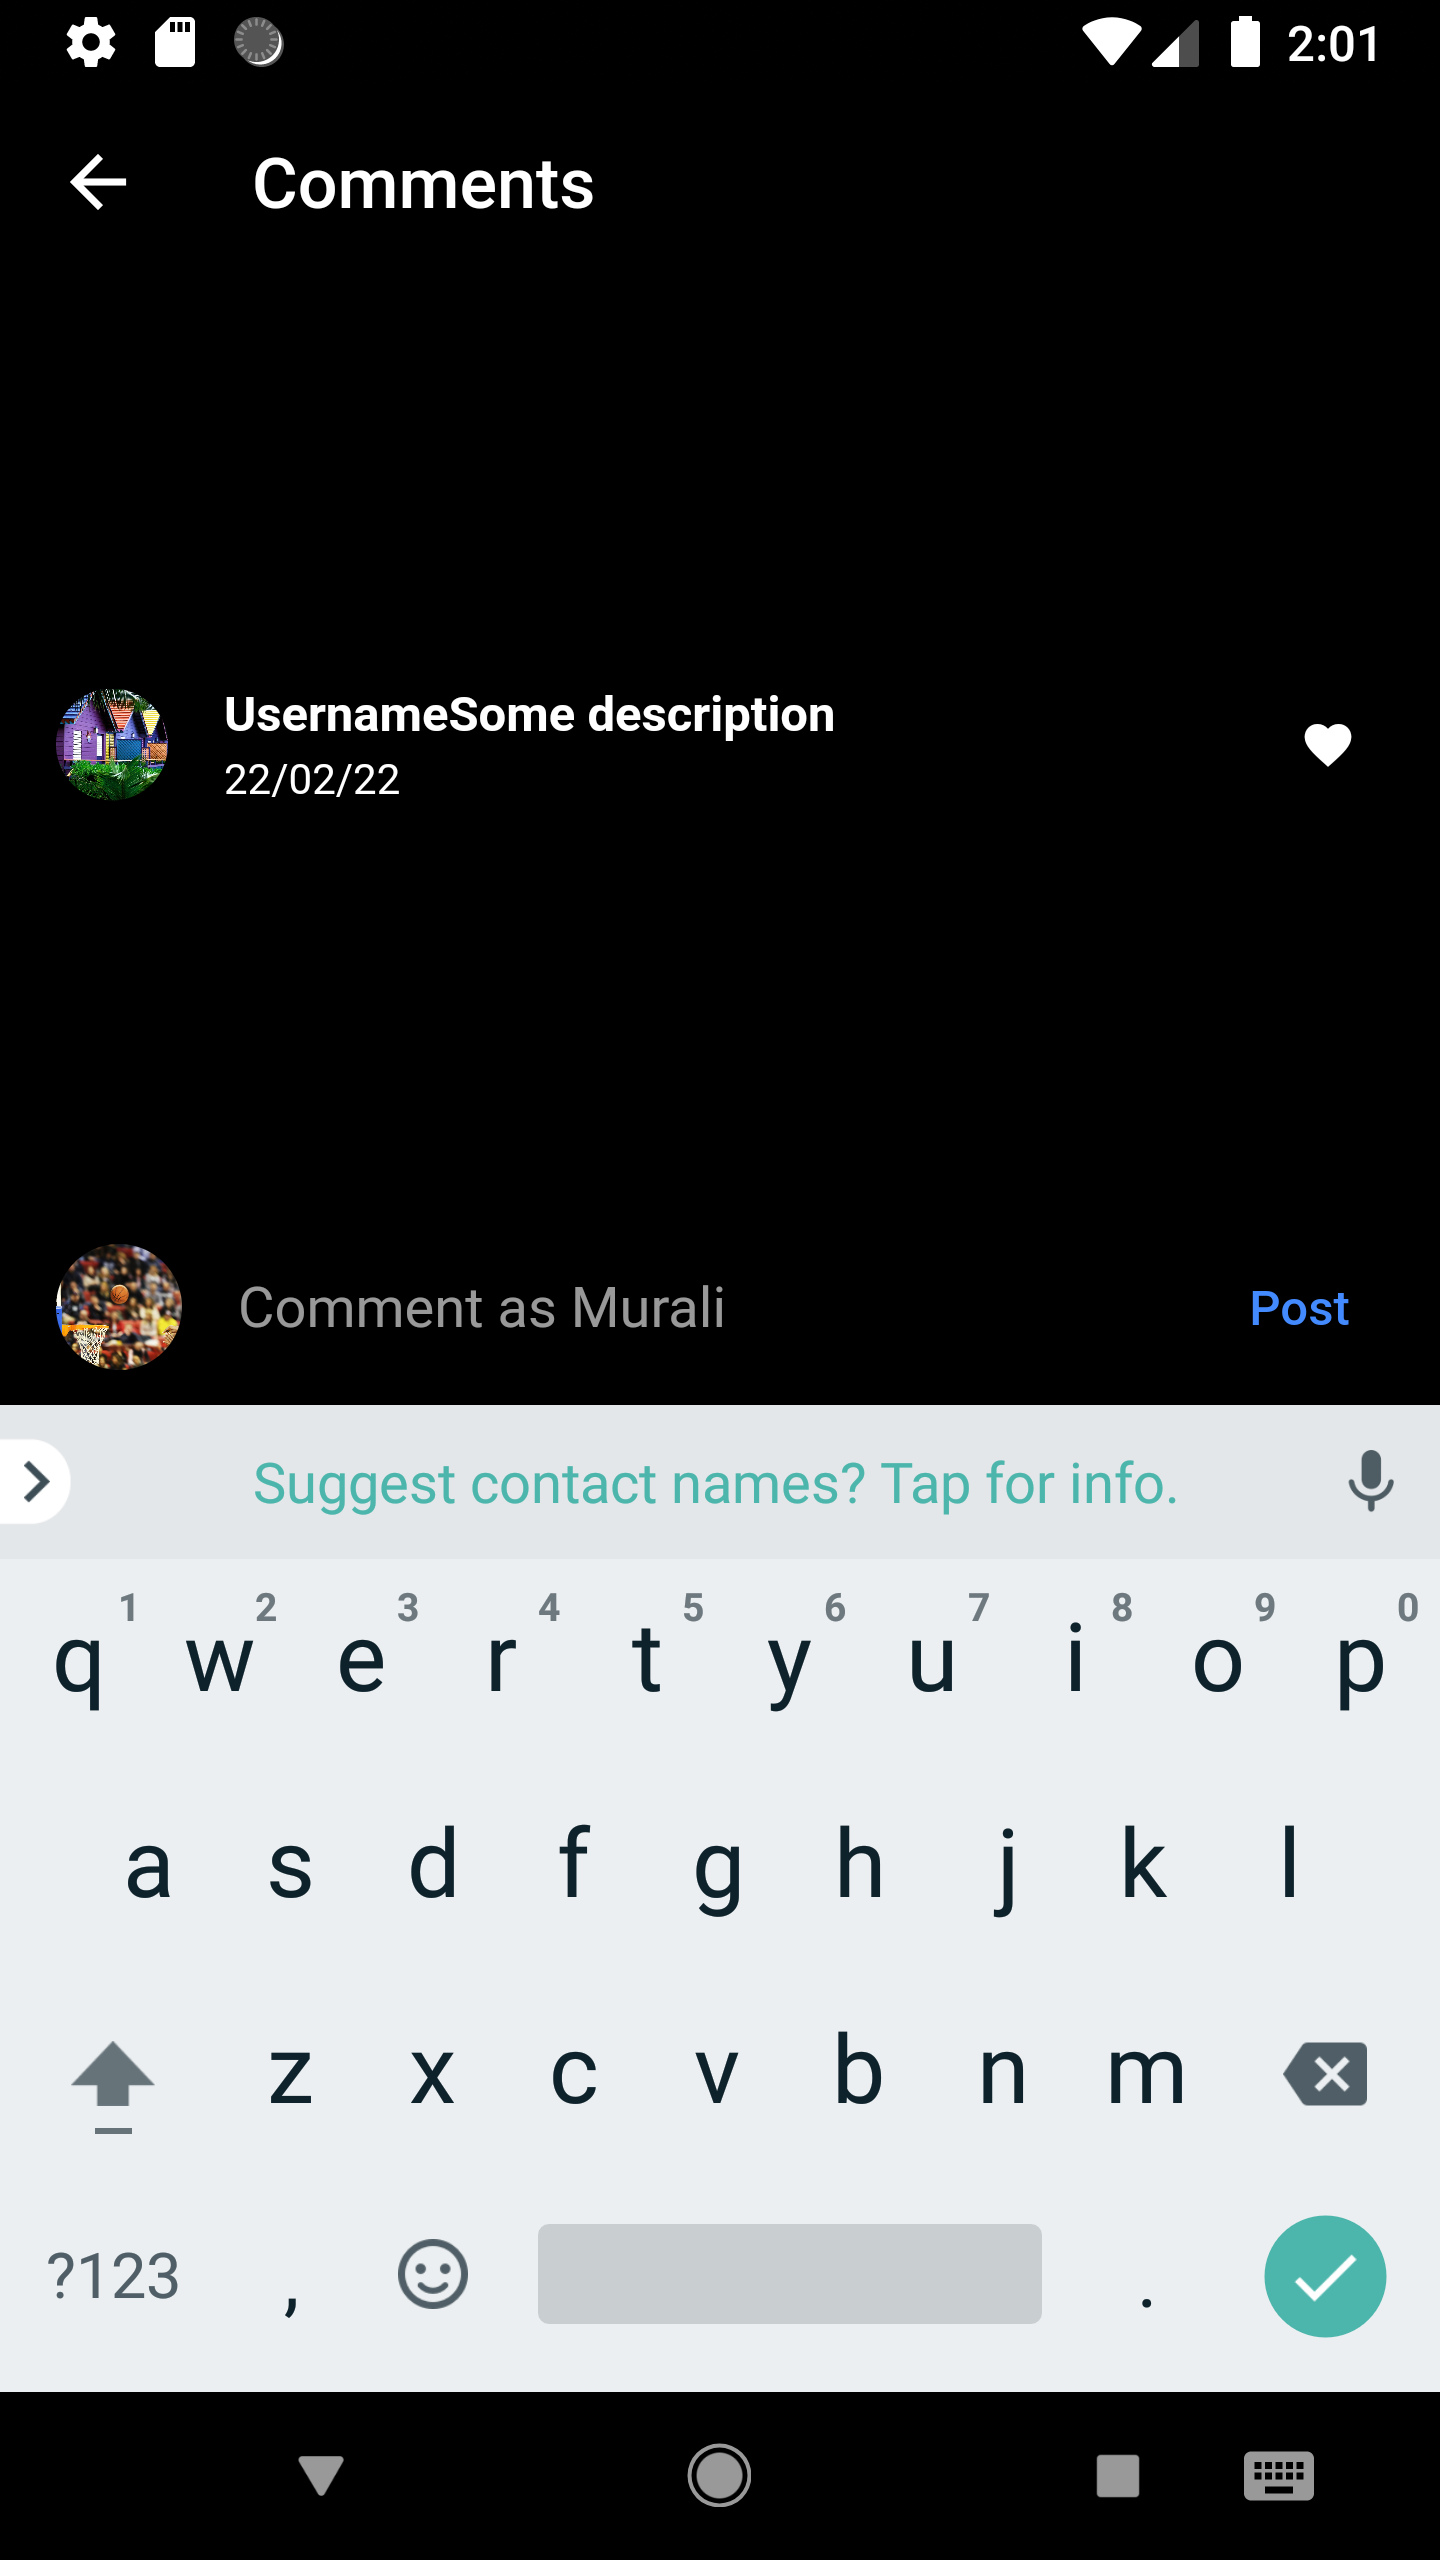 2:01
Comments
UsernameSome description
22/02/22
Comment as Murali
Post
Suggest contact names? Tap for info.
1 2 3 4 5 6 7 8 9 0
q w e r t y u i o p
a s d f g h j k l
z x c v b n m
?123 , .